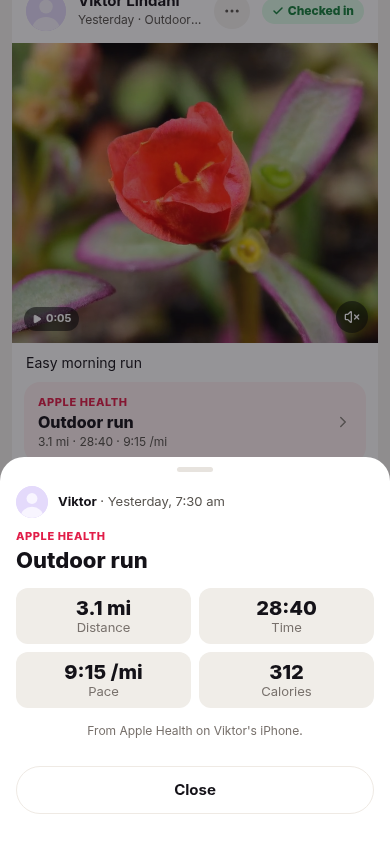 Viktor Lindahl
Yesterday · Outdoor...
Checked in
0:05
Easy morning run
APPLE HEALTH
Outdoor run
3.1 mi · 28:40 · 9:15 /mi
Viktor · Yesterday, 7:30 am
APPLE HEALTH
Outdoor run
3.1 mi
Distance
28:40
Time
9:15 /mi
Pace
312
Calories
From Apple Health on Viktor's iPhone.
Close